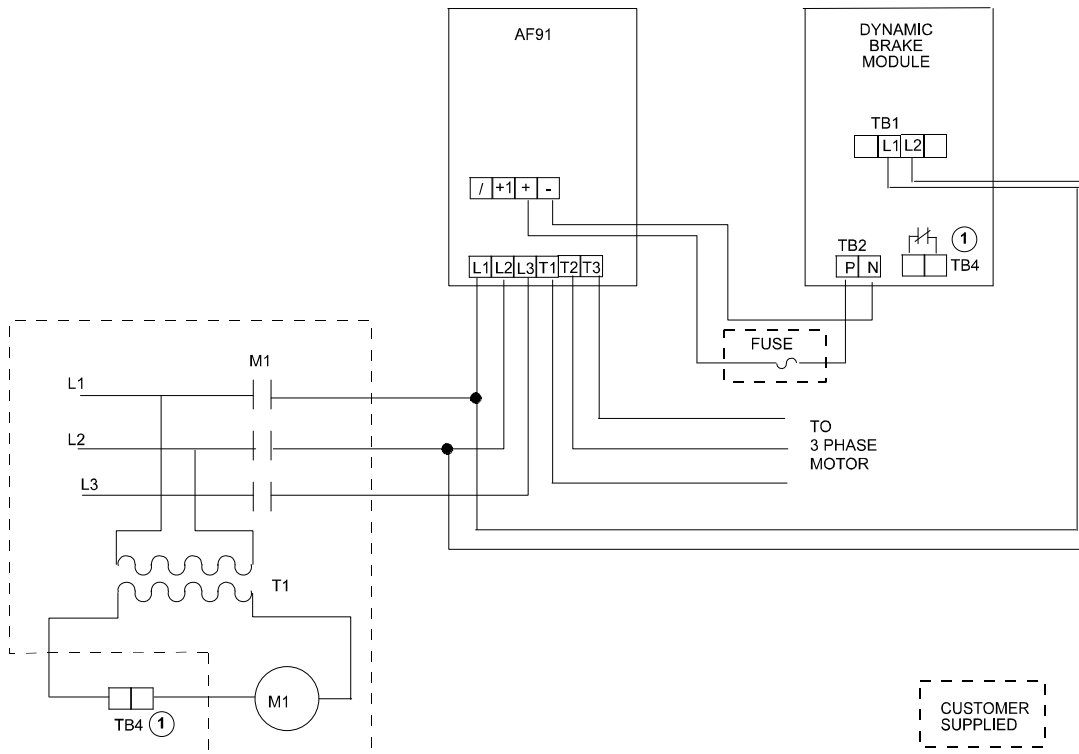 AF91
DYNAMIC
BRAKE
MODULE
TB1
L1 L2
/ +1 + -
TB2
P N
1
TB4
L1 L2 L3 T1 T2 T3
FUSE
M1
L1
L2
L3
TO
3 PHASE
MOTOR
T1
M1
TB4 1
CUSTOMER
SUPPLIED